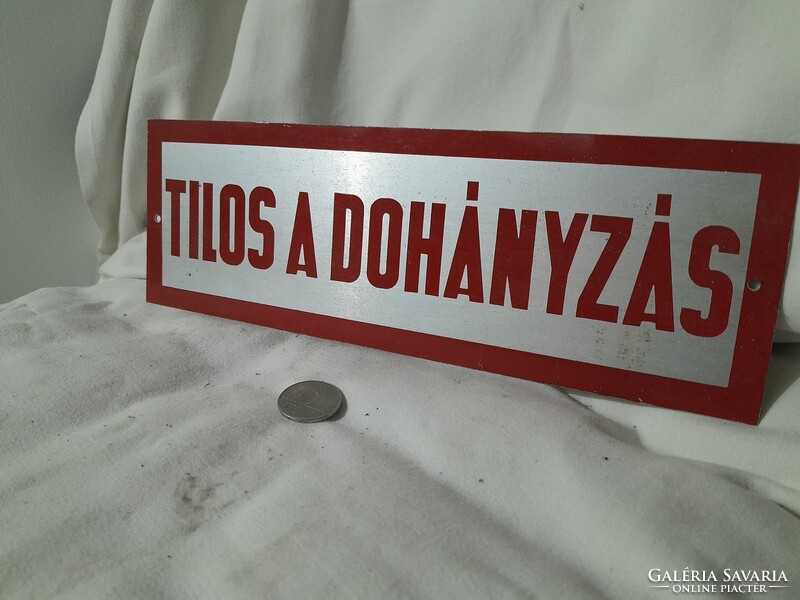 TILOS A DOHÁNYZÁS
GALÉRIA SAVARIA
ONLINE PIACTÉR